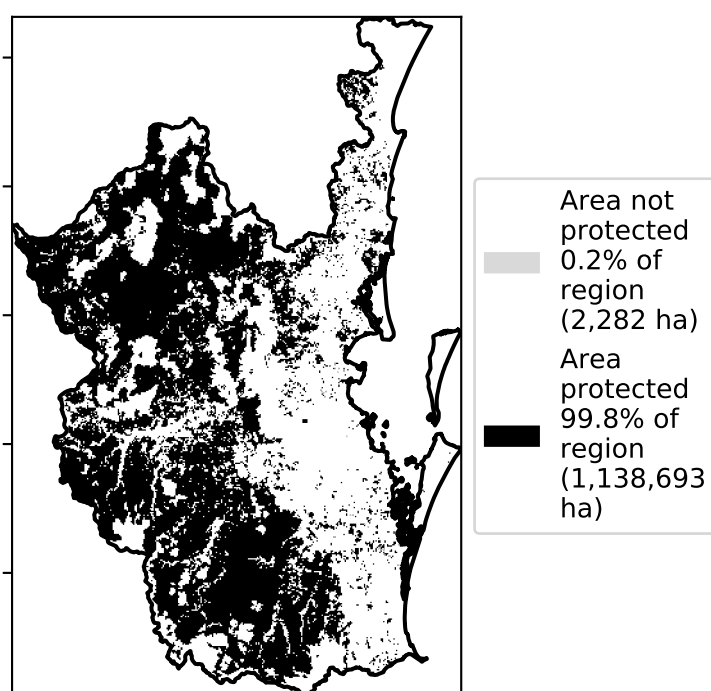 Area not
protected
0.2% of
region
(2,282 ha)
Area
protected
99.8% of
region
(1,138,693
ha)